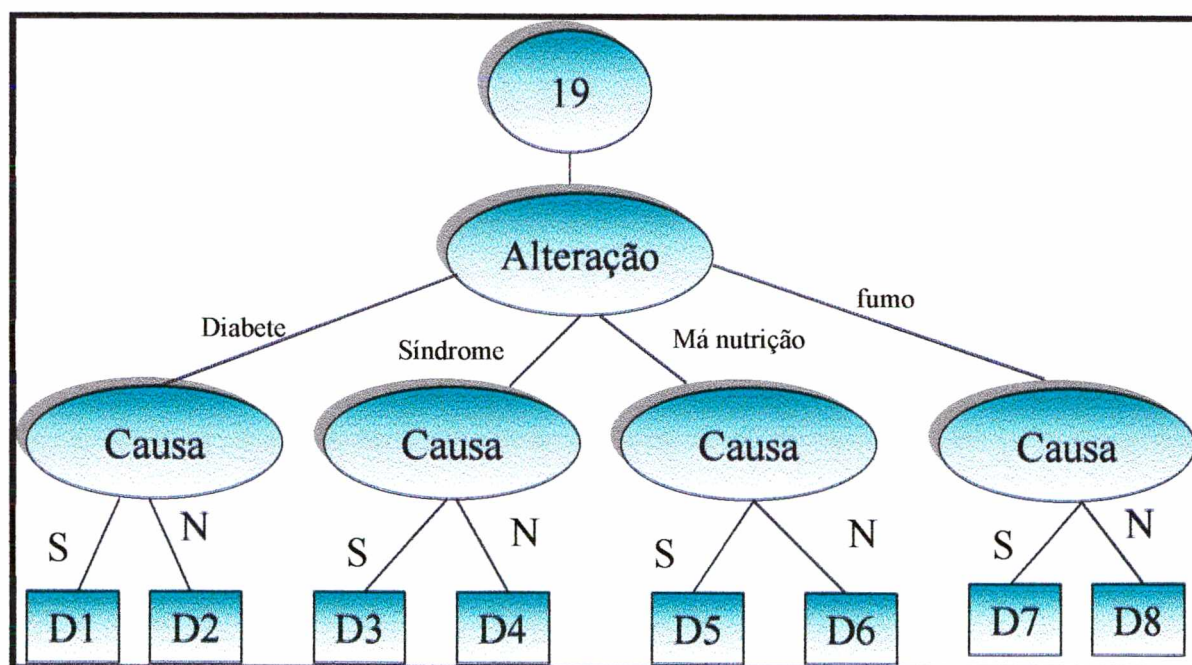 19
Alteração
Diabete
Síndrome
Má nutrição
fumo
Causa
Causa
Causa
Causa
S
N
S
N
S
N
S
N
D1
D2
D3
D4
D5
D6
D7
D8